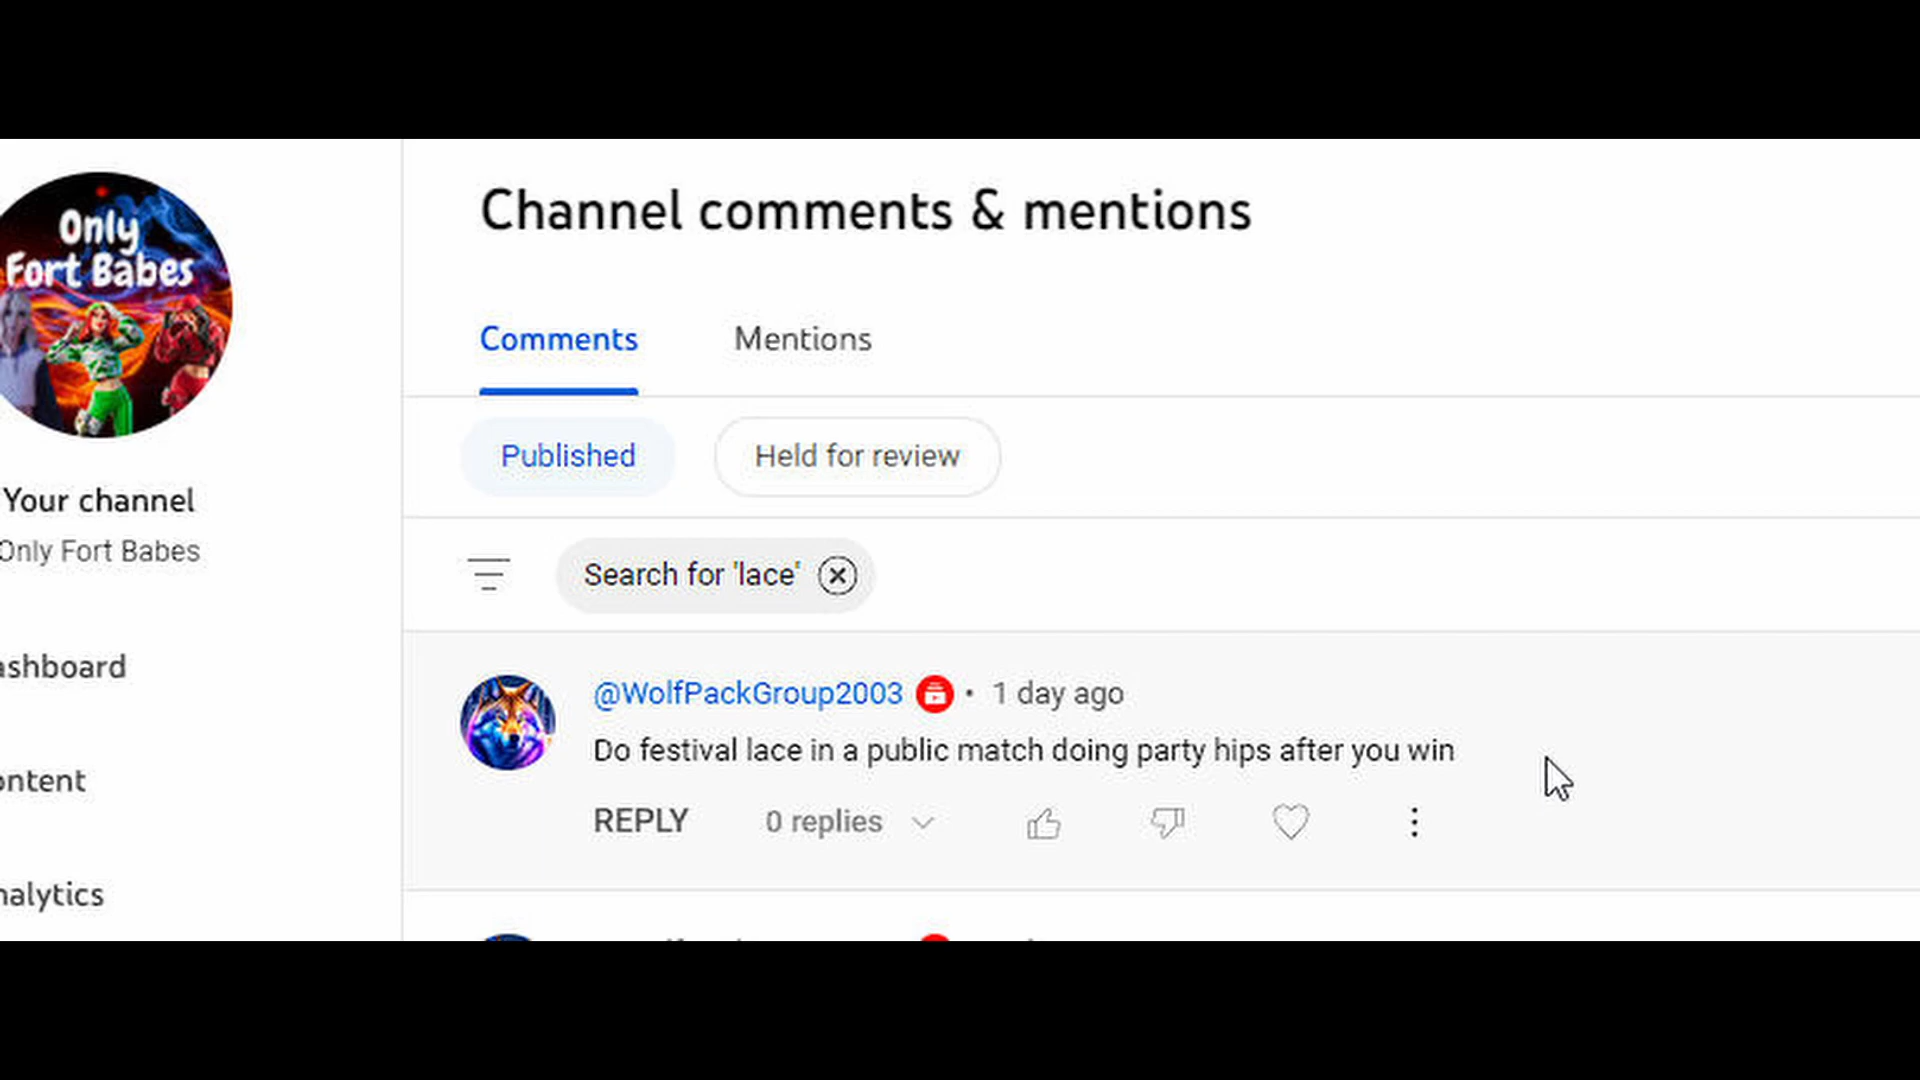 Only
Fort Babes
Channel comments & mentions
Comments
Mentions
Published
Held for review
Your channel
Only Fort Babes
Search for 'lace'
ashboard
@WolfPackGroup2003 • 1 day ago
Do festival lace in a public match doing party hips after you win
ontent
REPLY
0 replies
nalytics